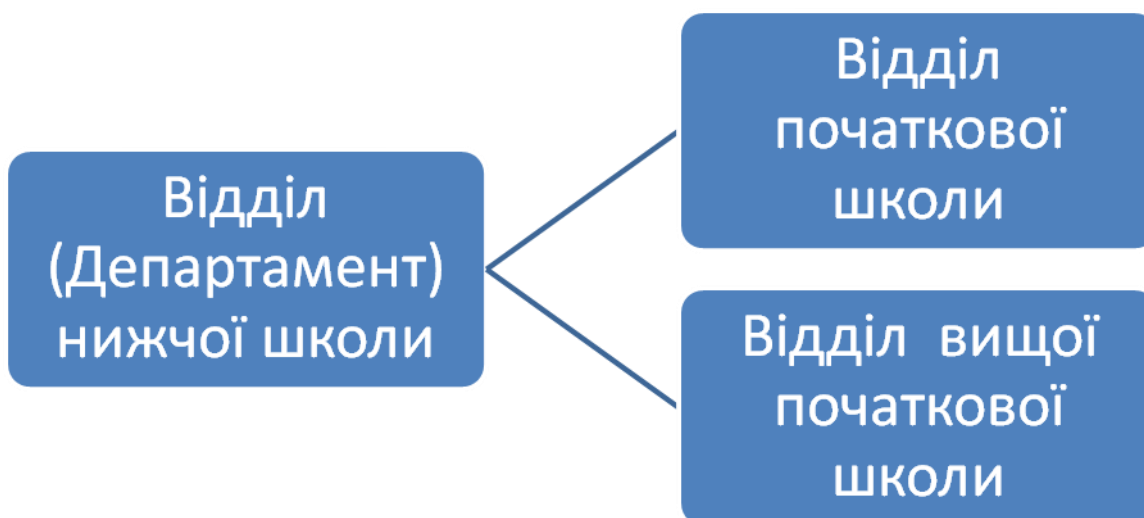 Відділ
(Департамент)
нижчої школи
Відділ
початкової
школи
Відділ вищої
початкової
школи